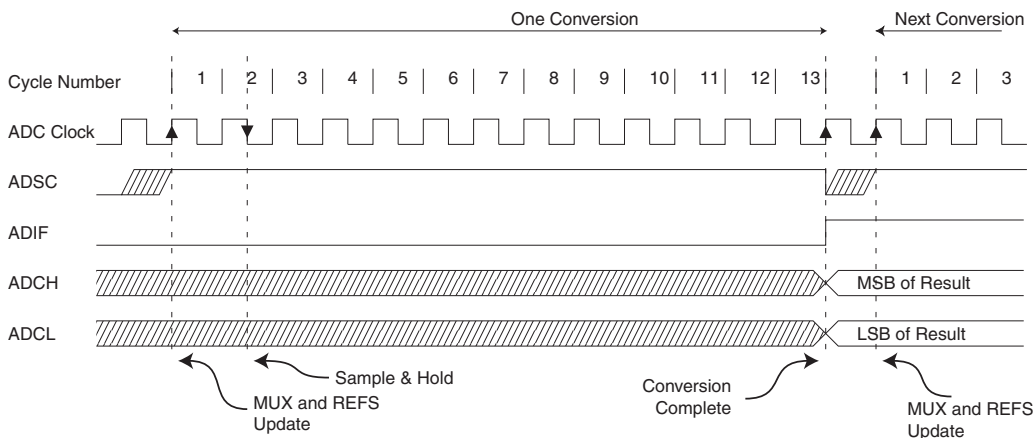 One Conversion Next Conversion
Cycle Number 1 2 3 4 5 6 7 8 9 10 11 12 13 1 2 3
ADC Clock
ADSC
ADIF
ADCH MSB of Result
ADCL LSB of Result
Sample & Hold
MUX and REFS
Update
Conversion
Complete
MUX and REFS
Update